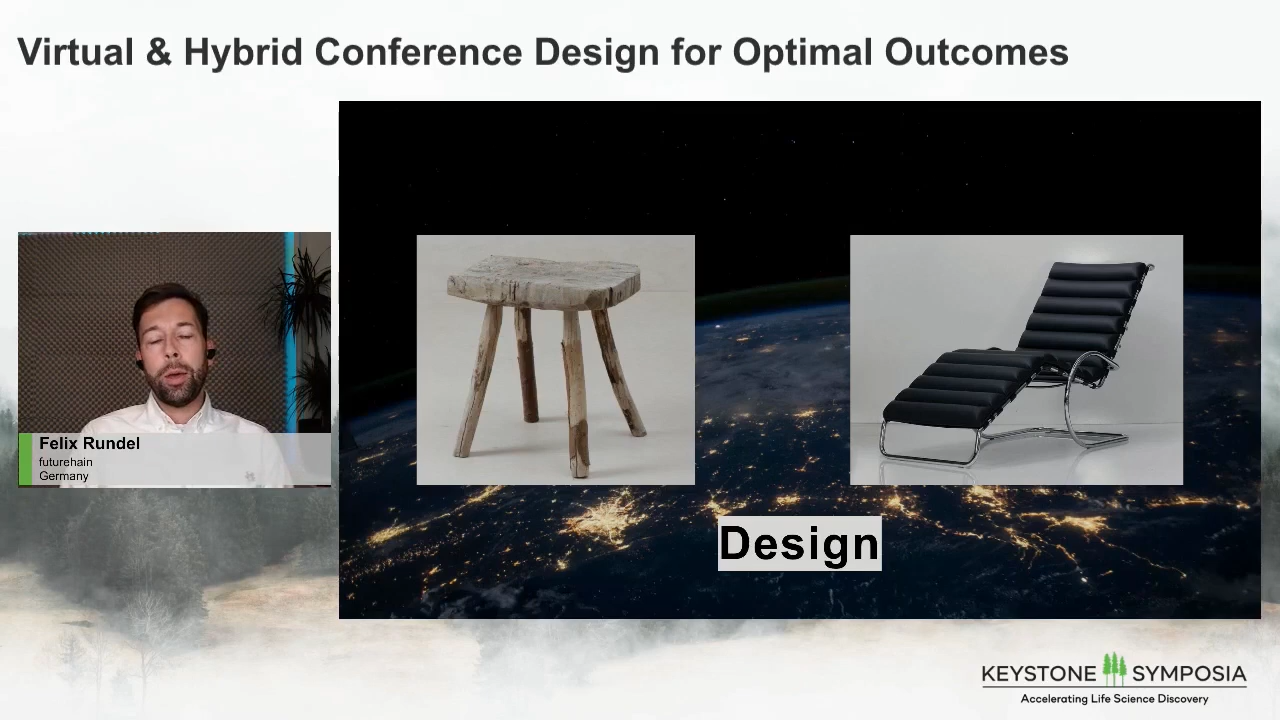 Virtual & Hybrid Conference Design for Optimal Outcomes
Felix Rundel
futurehain
Germany
Design
KEYSTONE SYMPOSIA
Accelerating Life Science Discovery